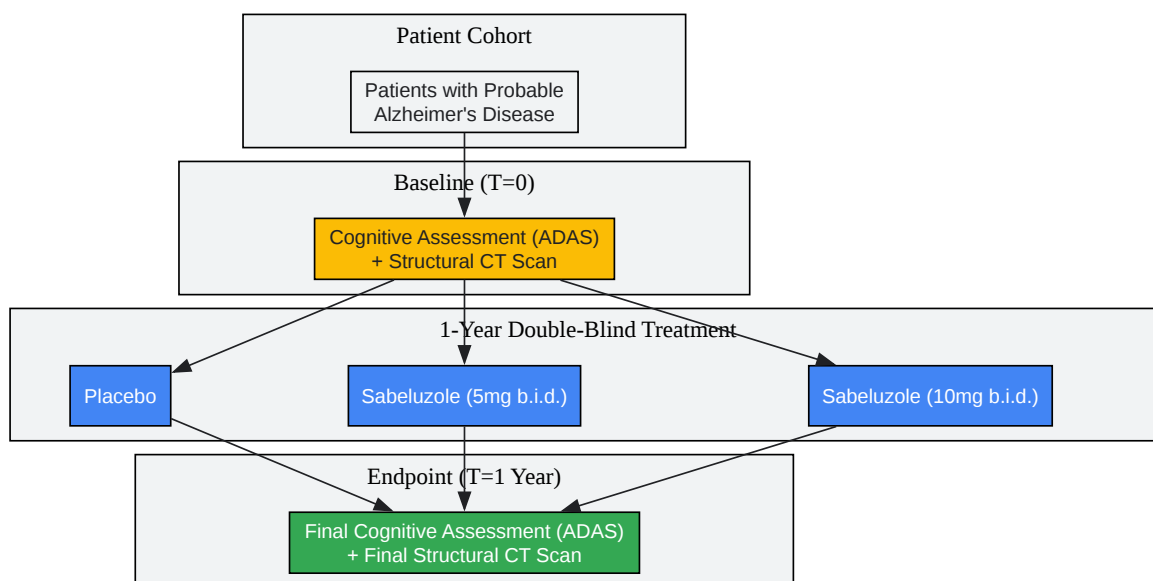 Patient Cohort
Patients with Probable
Alzheimer's Disease
Baseline (T=0)
Cognitive Assessment (ADAS)
+ Structural CT Scan
1-Year Double-Blind Treatment
Placebo
Sabeluzole (5mg b.i.d.)
Sabeluzole (10mg b.i.d.)
Endpoint (T=1 Year)
Final Cognitive Assessment (ADAS)
+ Final Structural CT Scan